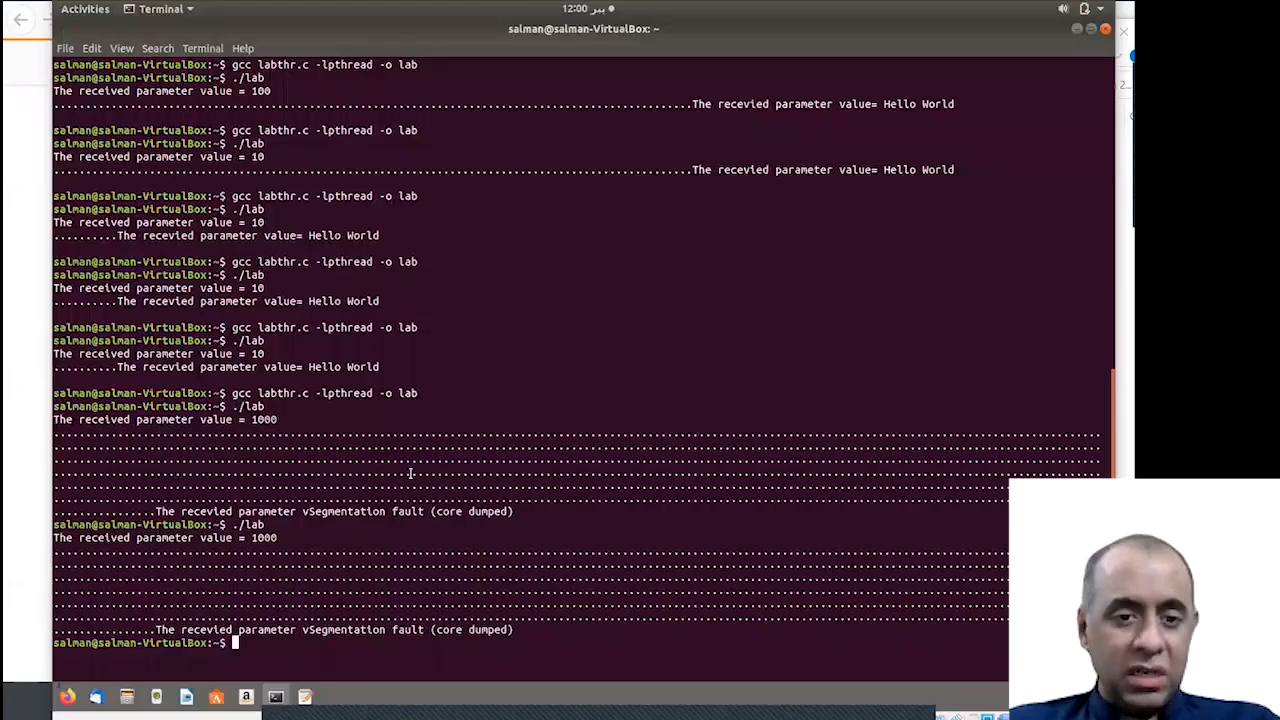 Activities Terminal 12:00 بير
salman@salman-VirtualBox: ~
File Edit View Search Terminal Help
salman@salman-VirtualBox:~$ gcc labthr.c -lpthread -o lab
salman@salman-VirtualBox:~$ ./lab
The received parameter value = 100
....................................................................................................The recevied parameter value= Hello World
salman@salman-VirtualBox:~$ gcc labthr.c -lpthread -o lab
salman@salman-VirtualBox:~$ ./lab
The received parameter value = 10
....................................................................................................The recevied parameter value= Hello World
salman@salman-VirtualBox:~$ gcc labthr.c -lpthread -o lab
salman@salman-VirtualBox:~$ ./lab
The received parameter value = 10
..........The recevied parameter value= Hello World
salman@salman-VirtualBox:~$ gcc labthr.c -lpthread -o lab
salman@salman-VirtualBox:~$ ./lab
The received parameter value = 10
..........The recevied parameter value= Hello World
salman@salman-VirtualBox:~$ gcc labthr.c -lpthread -o lab
salman@salman-VirtualBox:~$ ./lab
The received parameter value = 10
..........The recevied parameter value= Hello World
salman@salman-VirtualBox:~$ gcc labthr.c -lpthread -o lab
salman@salman-VirtualBox:~$ ./lab
The received parameter value = 1000
................The recevied parameter vSegmentation fault (core dumped)
salman@salman-VirtualBox:~$ ./lab
The received parameter value = 1000
................The recevied parameter vSegmentation fault (core dumped)
salman@salman-VirtualBox:~$
2...